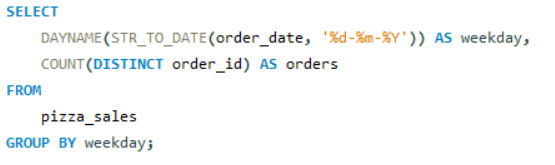 SELECT
    DAYNAME(STR_TO_DATE(order_date, '%d-%m-%Y')) AS weekday,
    COUNT(DISTINCT order_id) AS orders
FROM
    pizza_sales
GROUP BY weekday;